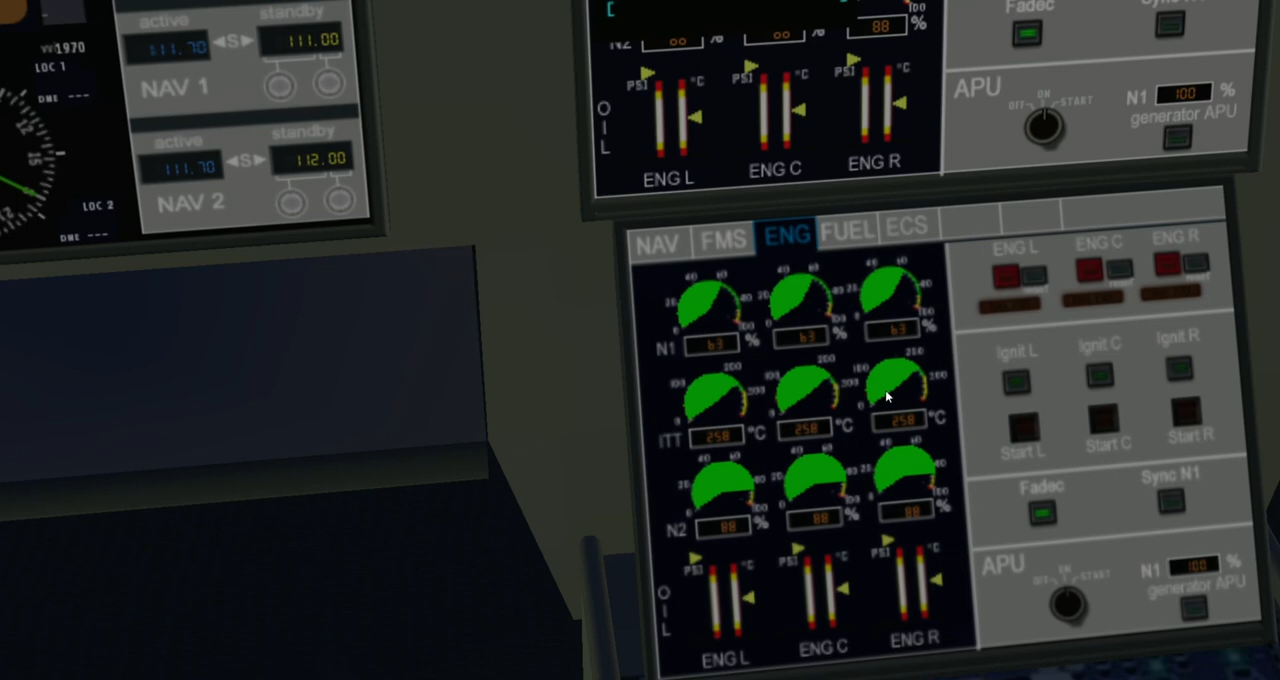 1970
LOC 1
DME ---
active
standby
111.70
S
111.00
NAV 1
active
standby
111.70
S
112.00
NAV 2
LOC 2
DME ---
100
N2
%
%
88
%
PSI
°C
PSI
°C
PSI
°C
OIL
ENG L
ENG C
ENG R
Fadec
APU
OFF
ON
START
N1
100
%
generator APU
NAV
FMS
ENG
FUEL
ECS
N1
63
%
63
%
63
%
ITT
258
°C
258
°C
258
°C
N2
88
%
88
%
88
%
PSI
°C
PSI
°C
PSI
°C
OIL
ENG L
ENG C
ENG R
ENG L
ENG C
ENG R
Ignit L
Ignit C
Ignit R
Start L
Start C
Start R
Fadec
Sync N1
APU
OFF
ON
START
N1
100
%
generator APU